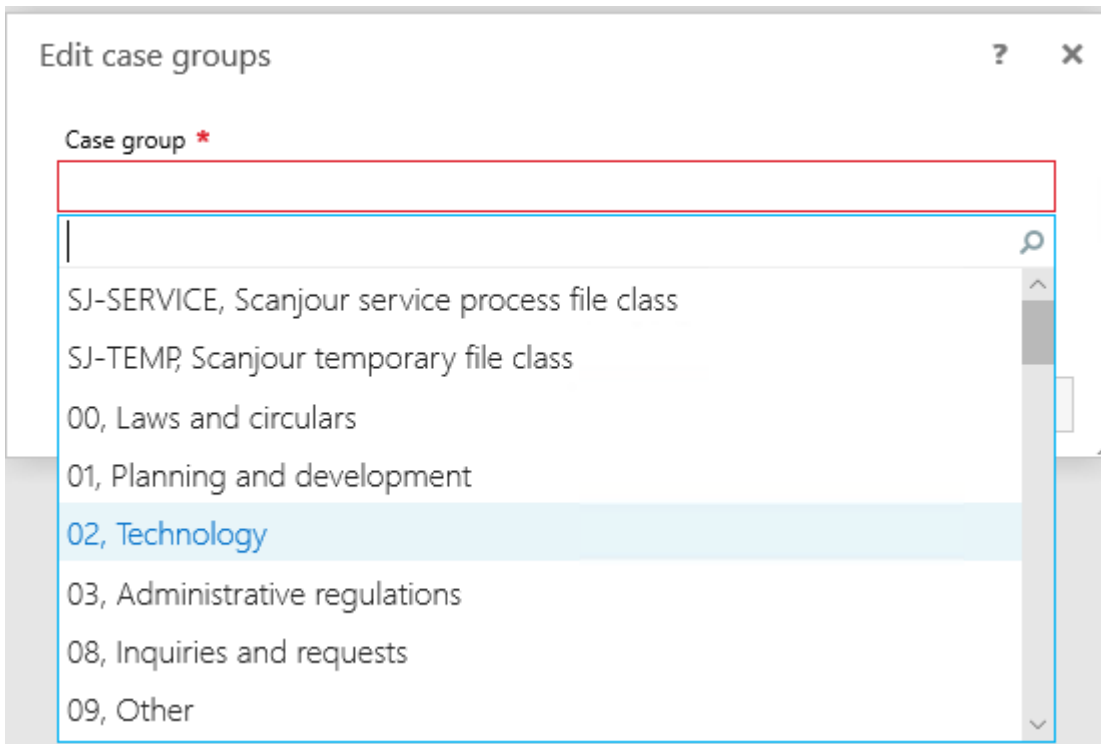 Edit case groups ?
Case group *
SJ-SERVICE, Scanjour service process file class
SJ-TEMP, Scanjour temporary file class
00, Laws and circulars
01, Planning and development
02, Technology
03, Administrative regulations
08, Inquiries and requests
09, Other